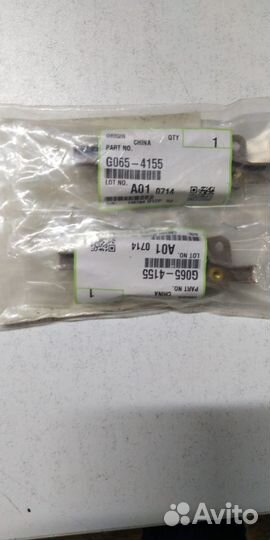 ORIGIN CHINA QTY
PART NO. 1
G065-4155
LOT NO.
A01 0714
A01 0714
LOT NO.
G065-4155
PART NO.
CHINA 1
Avito